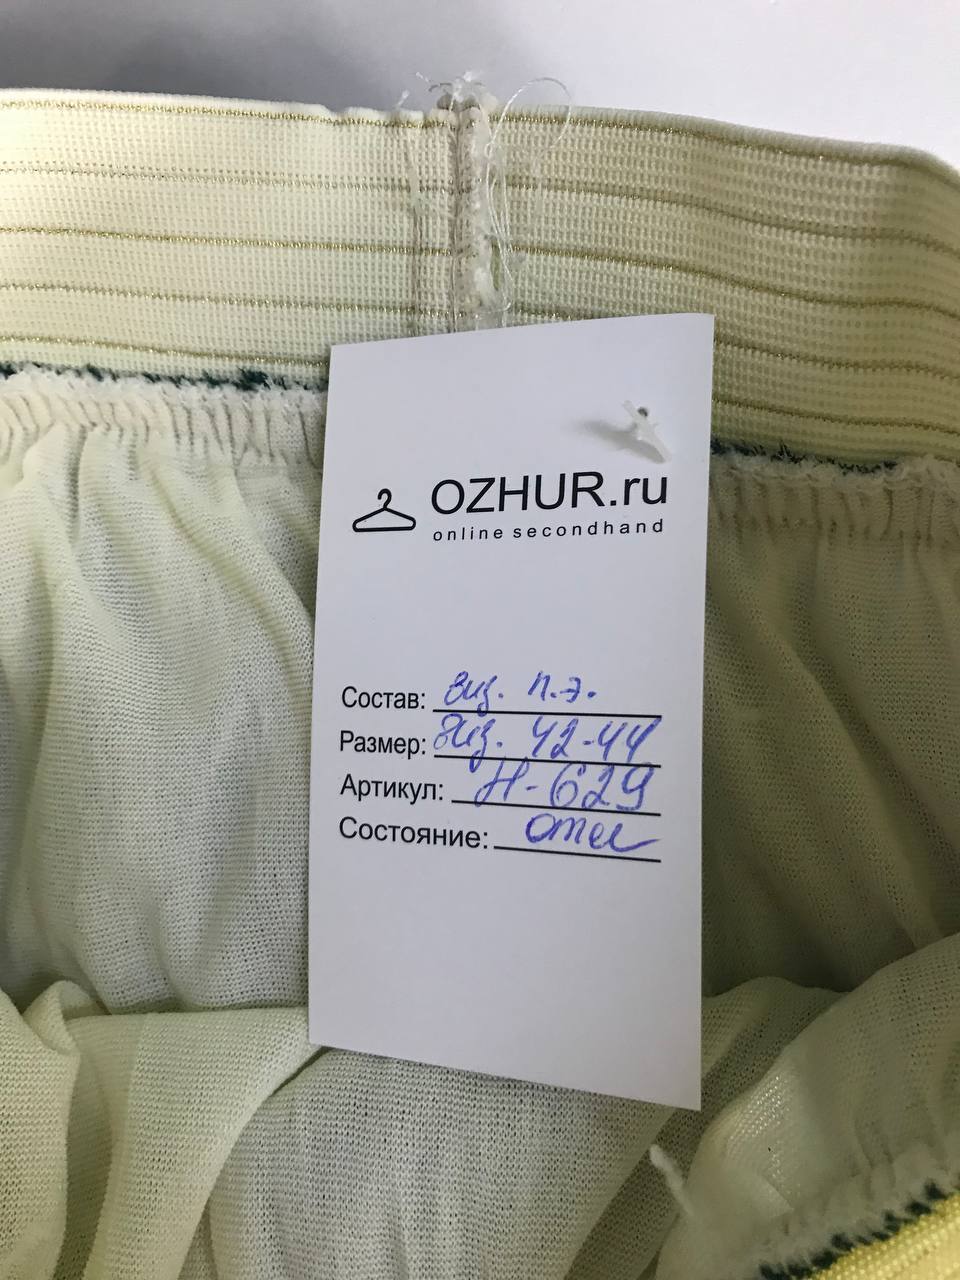 OZHUR.ru
online secondhand
Состав: виз. п.э.
Размер: виз. 42-44
Артикул: Н-629
Состояние: отл